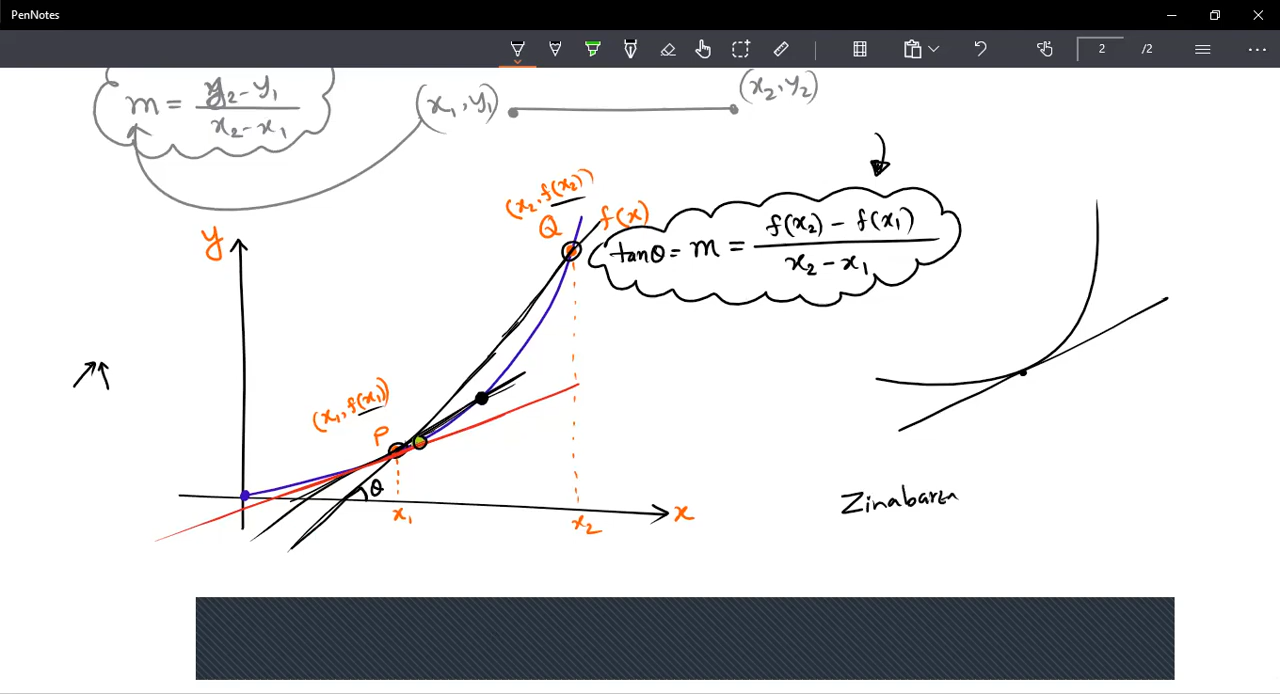 PenNotes
2 /2
m = y₂ - y₁ / x₂ - x₁
(x₁, y₁)
(x₂, y₂)
(x₂, f(x₂))
Q
f(x)
tanθ = m = f(x₂) - f(x₁) / x₂ - x₁
y
(x₁, f(x₁))
P
θ
x₁
x₂
x